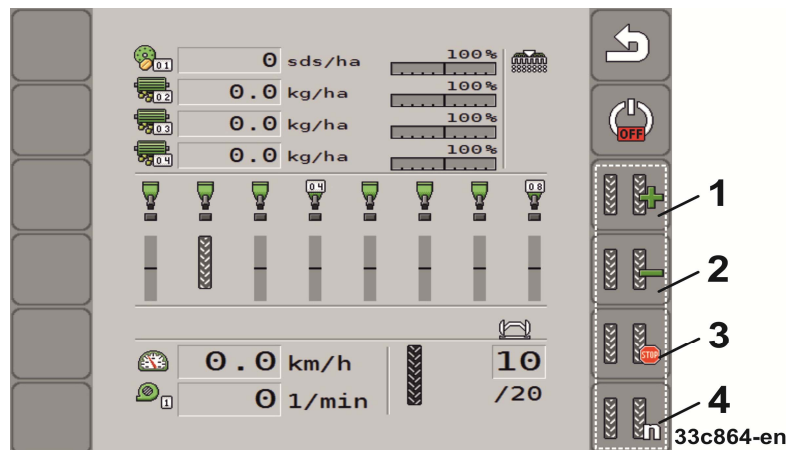 01 0 sds/ha 100%
02 0.0 kg/ha 100%
03 0.0 kg/ha 100%
04 0.0 kg/ha 100%
04 08
0.0 km/h 10
1 0 1/min /20
OFF
1
2
STOP 3
n 4
33c864-en